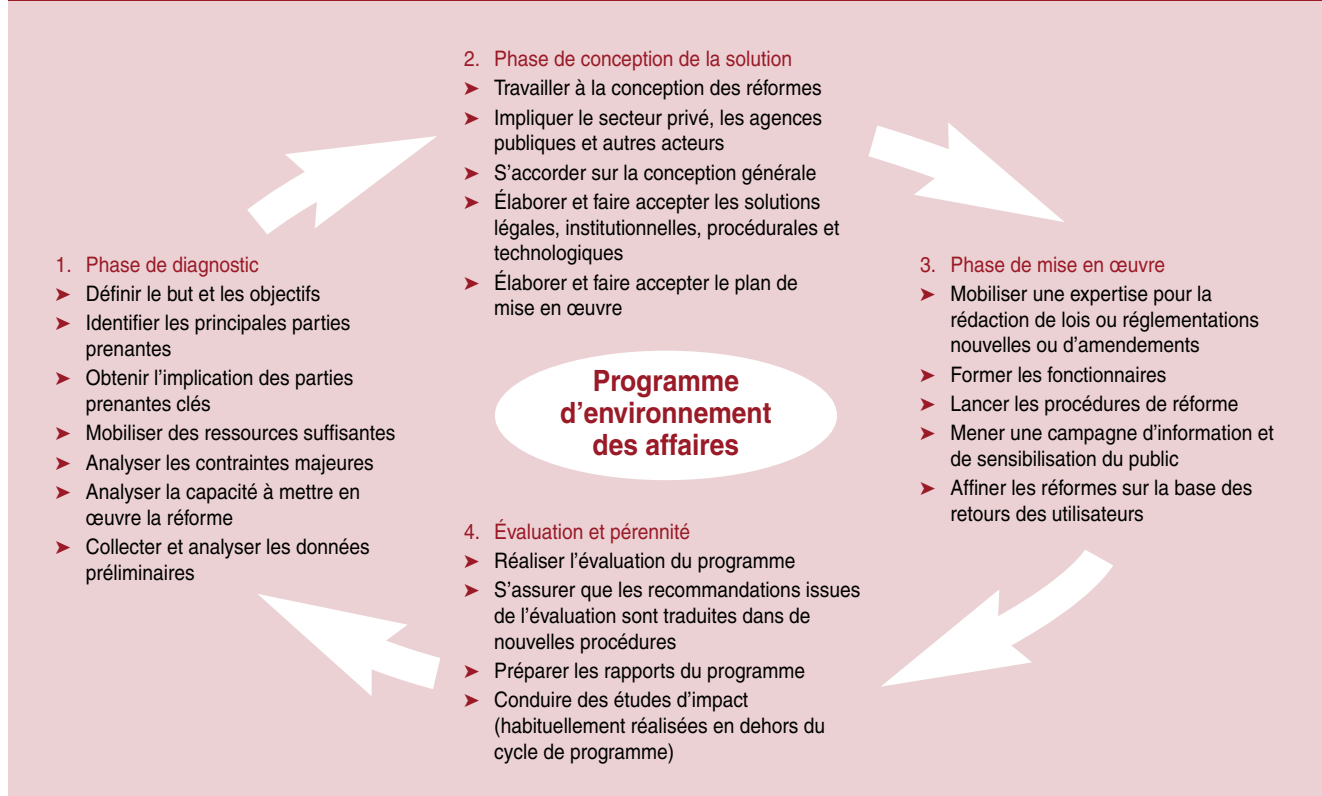 2. Phase de conception de la solution
➤ Travailler à la conception des réformes
➤ Impliquer le secteur privé, les agences
publiques et autres acteurs
➤ S'accorder sur la conception générale
➤ Élaborer et faire accepter les solutions
légales, institutionnelles, procédurales et
technologiques
➤ Élaborer et faire accepter le plan de
mise en œuvre
1. Phase de diagnostic
➤ Définir le but et les objectifs
➤ Identifier les principales parties
prenantes
➤ Obtenir l'implication des parties
prenantes clés
➤ Mobiliser des ressources suffisantes
➤ Analyser les contraintes majeures
➤ Analyser la capacité à mettre en
œuvre la réforme
➤ Collecter et analyser les données
préliminaires
Programme
d'environnement
des affaires
3. Phase de mise en œuvre
➤ Mobiliser une expertise pour la
rédaction de lois ou réglementations
nouvelles ou d'amendements
➤ Former les fonctionnaires
➤ Lancer les procédures de réforme
➤ Mener une campagne d'information et
de sensibilisation du public
➤ Affiner les réformes sur la base des
retours des utilisateurs
4. Évaluation et pérennité
➤ Réaliser l'évaluation du programme
➤ S'assurer que les recommandations issues
de l'évaluation sont traduites dans de
nouvelles procédures
➤ Préparer les rapports du programme
➤ Conduire des études d'impact
(habituellement réalisées en dehors du
cycle de programme)